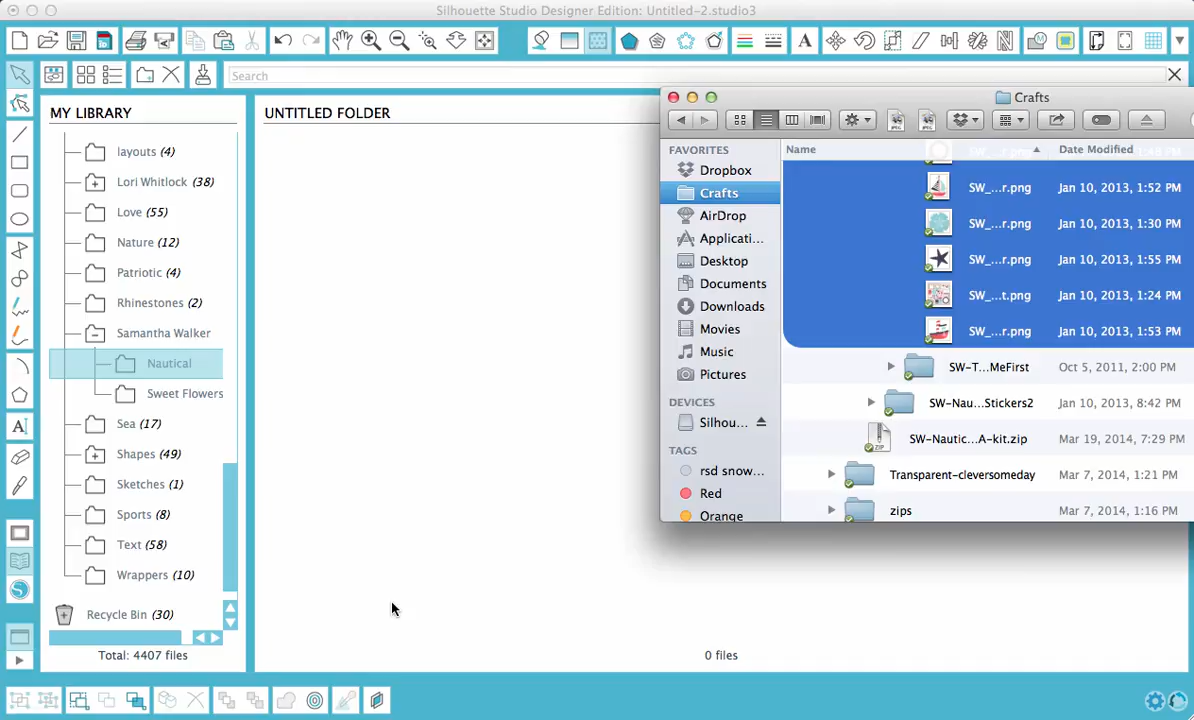 Silhouette Studio Designer Edition: Untitled-2.studio3
Search
MY LIBRARY
layouts (4)
Lori Whitlock (38)
Love (55)
Nature (12)
Patriotic (4)
Rhinestones (2)
Samantha Walker
Nautical
Sweet Flowers
Sea (17)
Shapes (49)
Sketches (1)
Sports (8)
Text (58)
Wrappers (10)
Recycle Bin (30)
Total: 4407 files
UNTITLED FOLDER
0 files
Crafts
FAVORITES
Dropbox
Crafts
AirDrop
Applicati...
Desktop
Documents
Downloads
Movies
Music
Pictures
DEVICES
Silhou...
TAGS
rsd snow...
Red
Orange
Name Date Modified
SW_...r.png Jan 10, 2013, 1:52 PM
SW_...r.png Jan 10, 2013, 1:30 PM
SW_...r.png Jan 10, 2013, 1:55 PM
SW_...t.png Jan 10, 2013, 1:24 PM
SW_...r.png Jan 10, 2013, 1:53 PM
SW-T...MeFirst Oct 5, 2011, 2:00 PM
SW-Nau...Stickers2 Jan 10, 2013, 8:42 PM
SW-Nautic...A-kit.zip Mar 19, 2014, 7:29 PM
Transparent-cleversomeday Mar 7, 2014, 1:21 PM
zips Mar 7, 2014, 1:16 PM